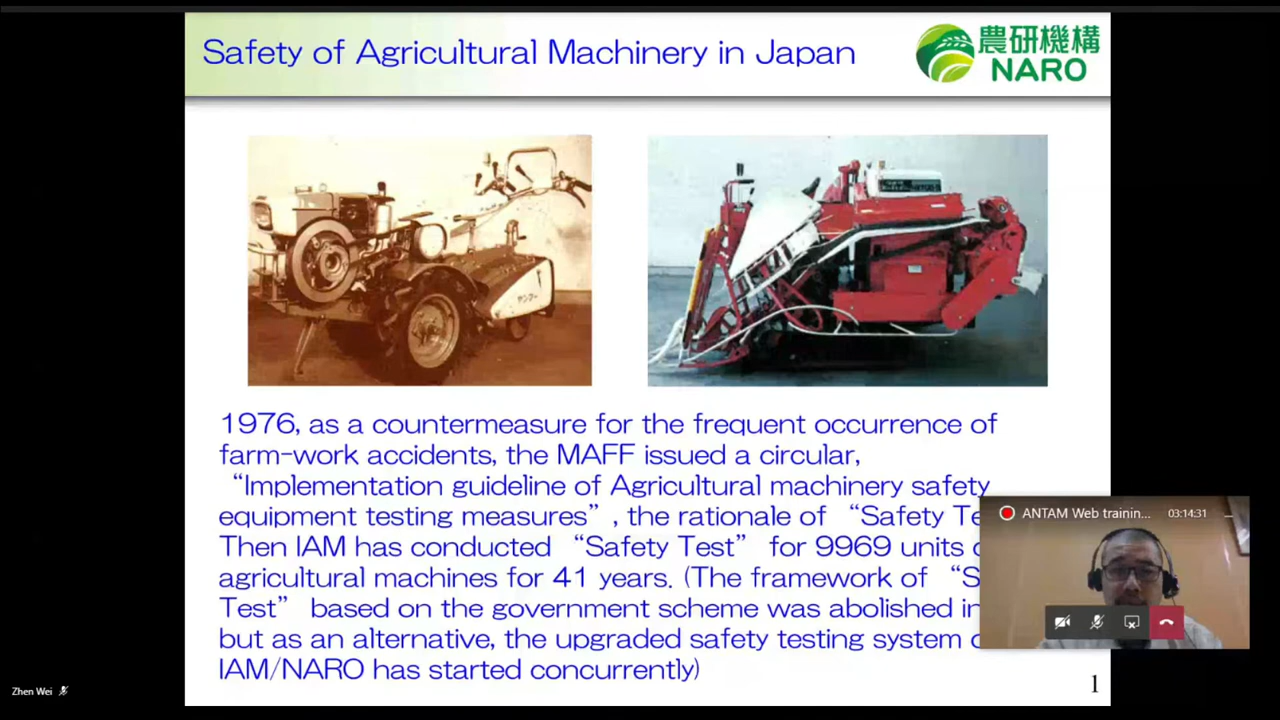 Safety of Agricultural Machinery in Japan
農研機構
NARO
ヤンマー
1976, as a countermeasure for the frequent occurrence of
farm-work accidents, the MAFF issued a circular,
“Implementation guideline of Agricultural machinery safety
equipment testing measures”, the rationale of “Safety Te
Then IAM has conducted “Safety Test” for 9969 units
agricultural machines for 41 years. (The framework of “S
Test” based on the government scheme was abolished in
but as an alternative, the upgraded safety testing system
IAM/NARO has started concurrently)
1
ANTAM Web trainin... 03:14:31
Zhen Wei